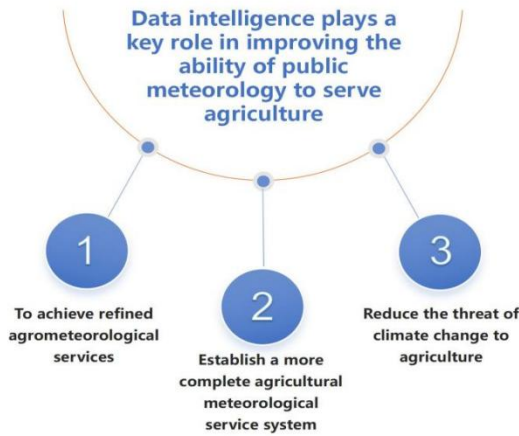 Data intelligence plays a
key role in improving the
ability of public
meteorology to serve
agriculture
1
To achieve refined
agrometeorological
services
2
Establish a more
complete agricultural
meteorological
service system
3
Reduce the threat of
climate change to
agriculture